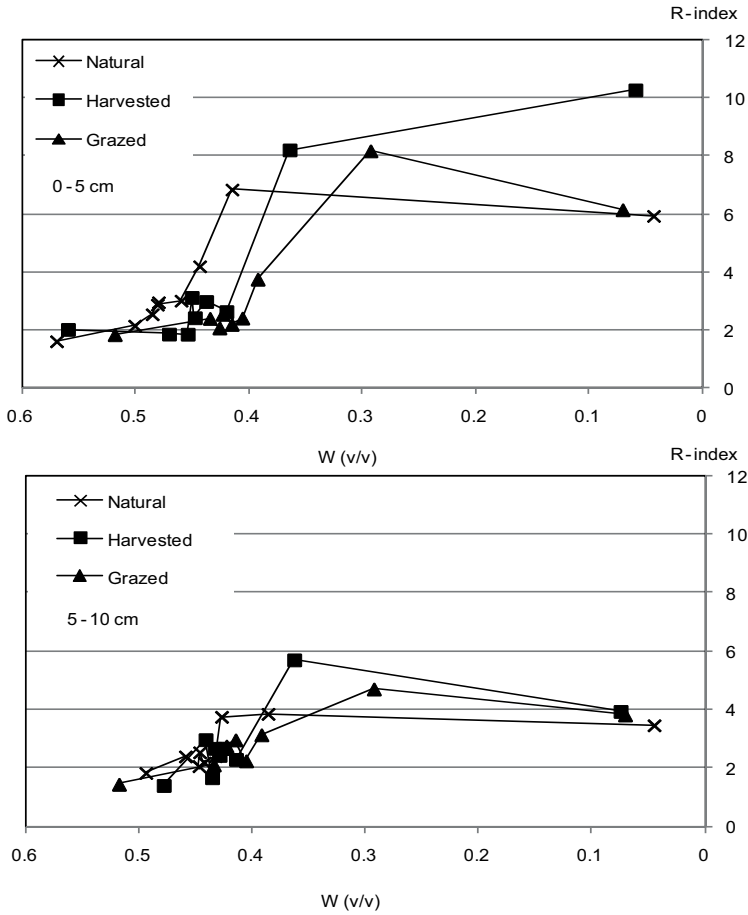 R-index
12
Natural
Harvested
10
Grazed
8
0-5 cm
6
4
2
0
0.6 0.5 0.4 0.3 0.2 0.1 0
W (v/v)
R-index
12
Natural
10
Harvested
Grazed
8
5-10 cm
6
4
2
0
0.6 0.5 0.4 0.3 0.2 0.1 0
W (v/v)